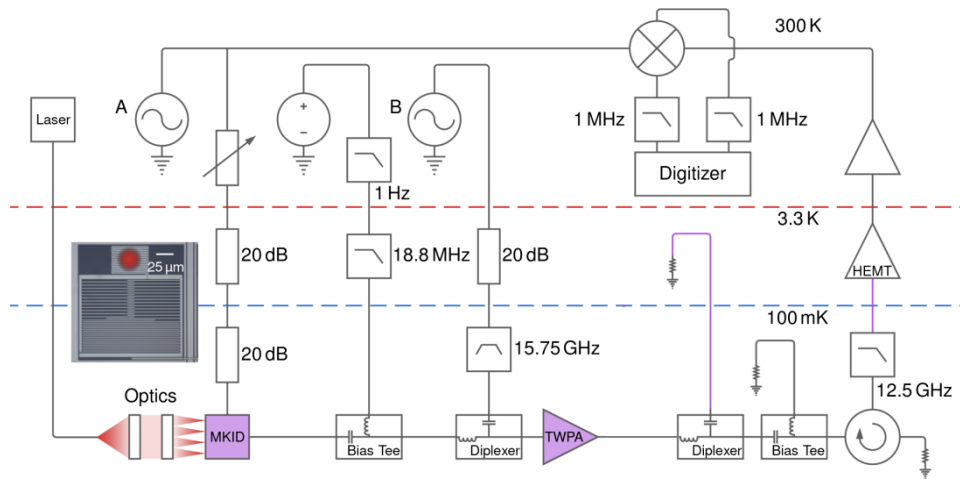 300 K
A
B
Laser
+
−
1 MHz
1 MHz
Digitizer
1 Hz
3.3 K
25 µm
20 dB
18.8 MHz
20 dB
HEMT
100 mK
20 dB
15.75 GHz
12.5 GHz
Optics
MKID
TWPA
Bias Tee
Diplexer
Diplexer
Bias Tee